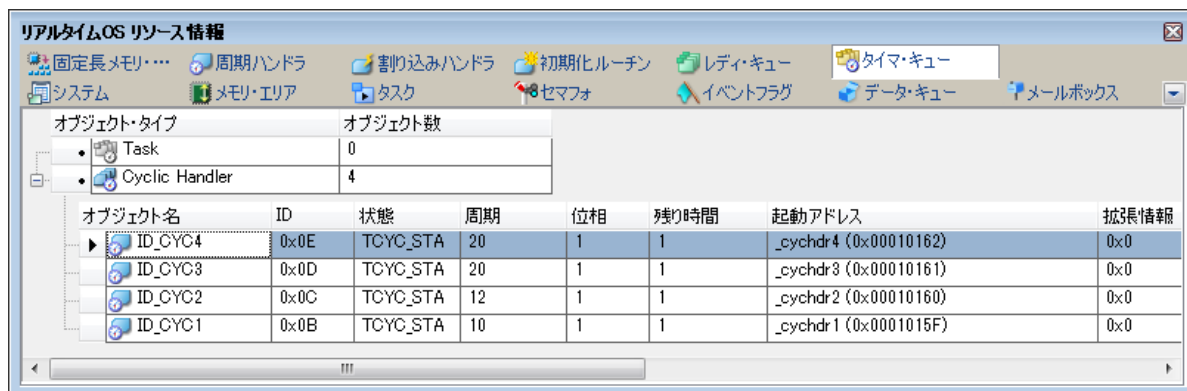 リアルタイムOS リソース情報
固定長メモリ・… 周期ハンドラ 割り込みハンドラ 初期化ルーチン レディ・キュー タイマ・キュー
システム メモリ・エリア タスク セマフォ イベントフラグ データ・キュー メールボックス
オブジェクト・タイプ オブジェクト数
Task 0
Cyclic Handler 4
オブジェクト名 ID 状態 周期 位相 残り時間 起動アドレス 拡張情報
ID_CYC4 0x0E TCYC_STA 20 1 1 _cychdr4 (0x00010162) 0x0
ID_CYC3 0x0D TCYC_STA 20 1 1 _cychdr3 (0x00010161) 0x0
ID_CYC2 0x0C TCYC_STA 12 1 1 _cychdr2 (0x00010160) 0x0
ID_CYC1 0x0B TCYC_STA 10 1 1 _cychdr1 (0x0001015F) 0x0